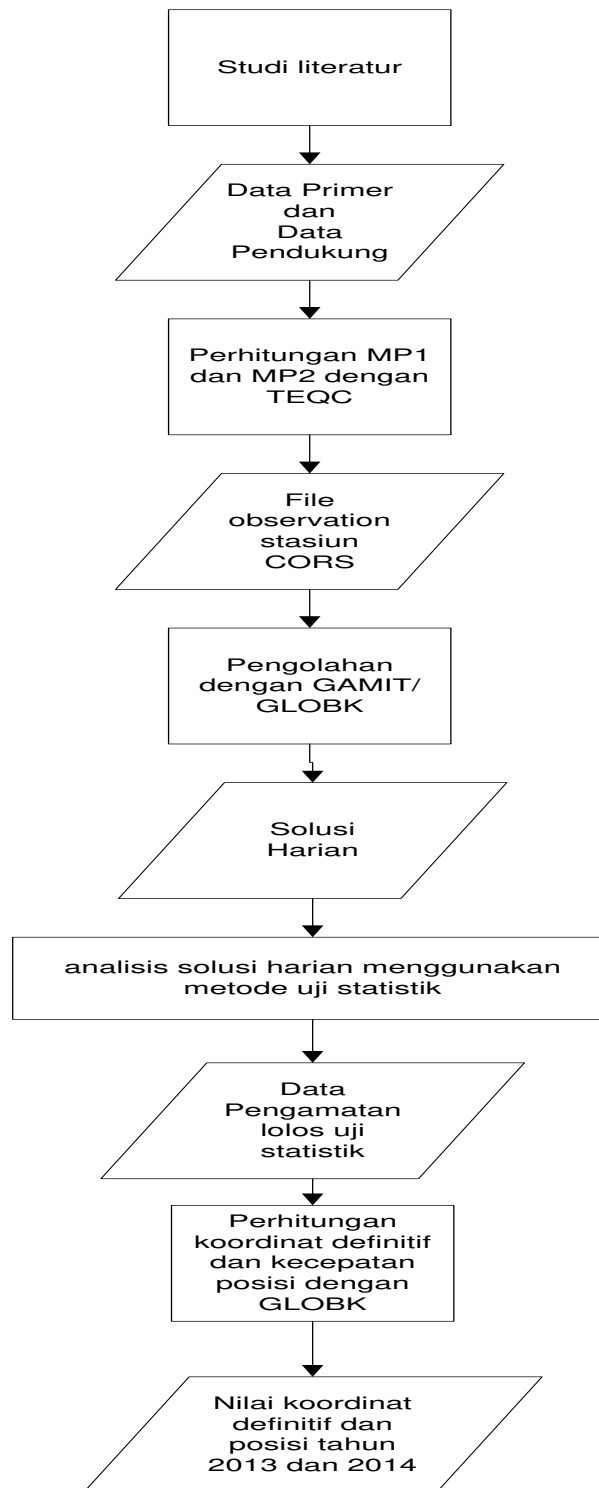 Studi literatur
Data Primer
dan
Data
Pendukung
Perhitungan MP1
dan MP2 dengan
TEQC
File
observation
stasiun
CORS
Pengolahan
dengan GAMIT/
GLOBK
Solusi
Harian
analisis solusi harian menggunakan
metode uji statistik
Data
Pengamatan
lolos uji
statistik
Perhitungan
koordinat definitif
dan kecepatan
posisi dengan
GLOBK
Nilai koordinat
definitif dan
posisi tahun
2013 dan 2014